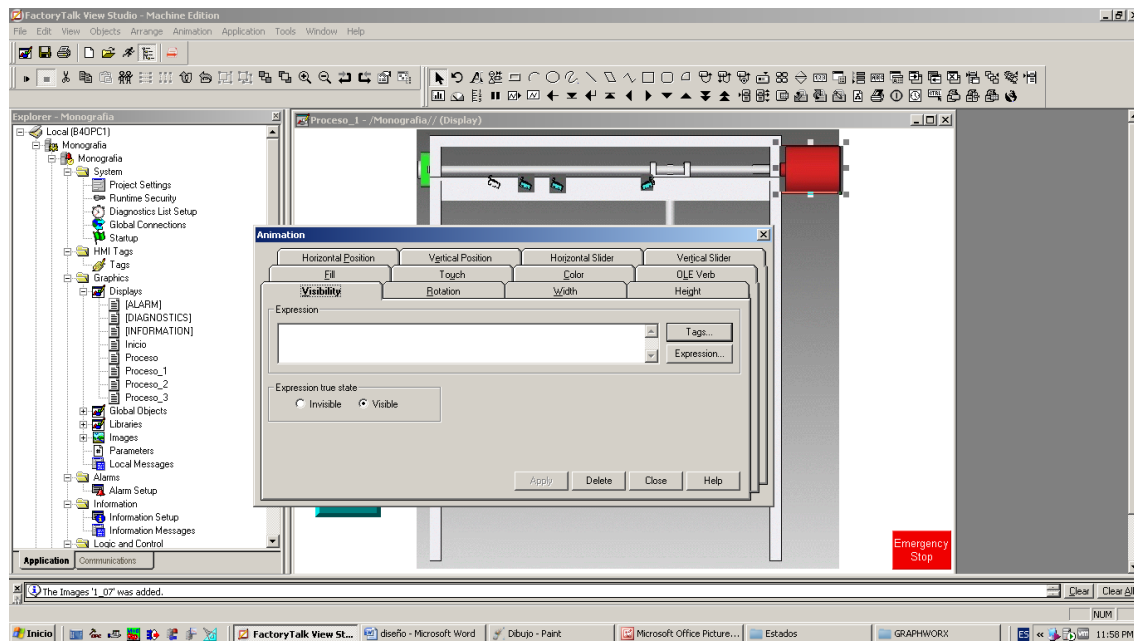 FactoryTalk View Studio - Machine Edition
File Edit View Objects Arrange Animation Application Tools Window Help
Explorer - Monografia
Local (B40PC1)
Monografia
Monografia
System
Project Settings
Runtime Security
Diagnostics List Setup
Global Connections
Startup
HMI Tags
Tags
Graphics
Displays
[ALARM]
[DIAGNOSTICS]
[INFORMATION]
Inicio
Proceso
Proceso_1
Proceso_2
Proceso_3
Global Objects
Libraries
Images
Parameters
Local Messages
Alarms
Alarm Setup
Information
Information Setup
Information Messages
Logic and Control
Application Communications
Proceso_1 - /Monografia// (Display)
Animation
Horizontal Position Vertical Position Horizontal Slider Vertical Slider
Fill Touch Color OLE Verb
Visibility Rotation Width Height
Expression
Tags...
Expression...
Expression true state
Invisible Visible
Apply Delete Close Help
Emergency
Stop
The Images '1_07' was added.
Clear Clear All
NUM
Inicio FactoryTalk View St... diseño - Microsoft Word Dibujo - Paint Microsoft Office Picture... Estados GRAPHWORX ES « 11:58 PM